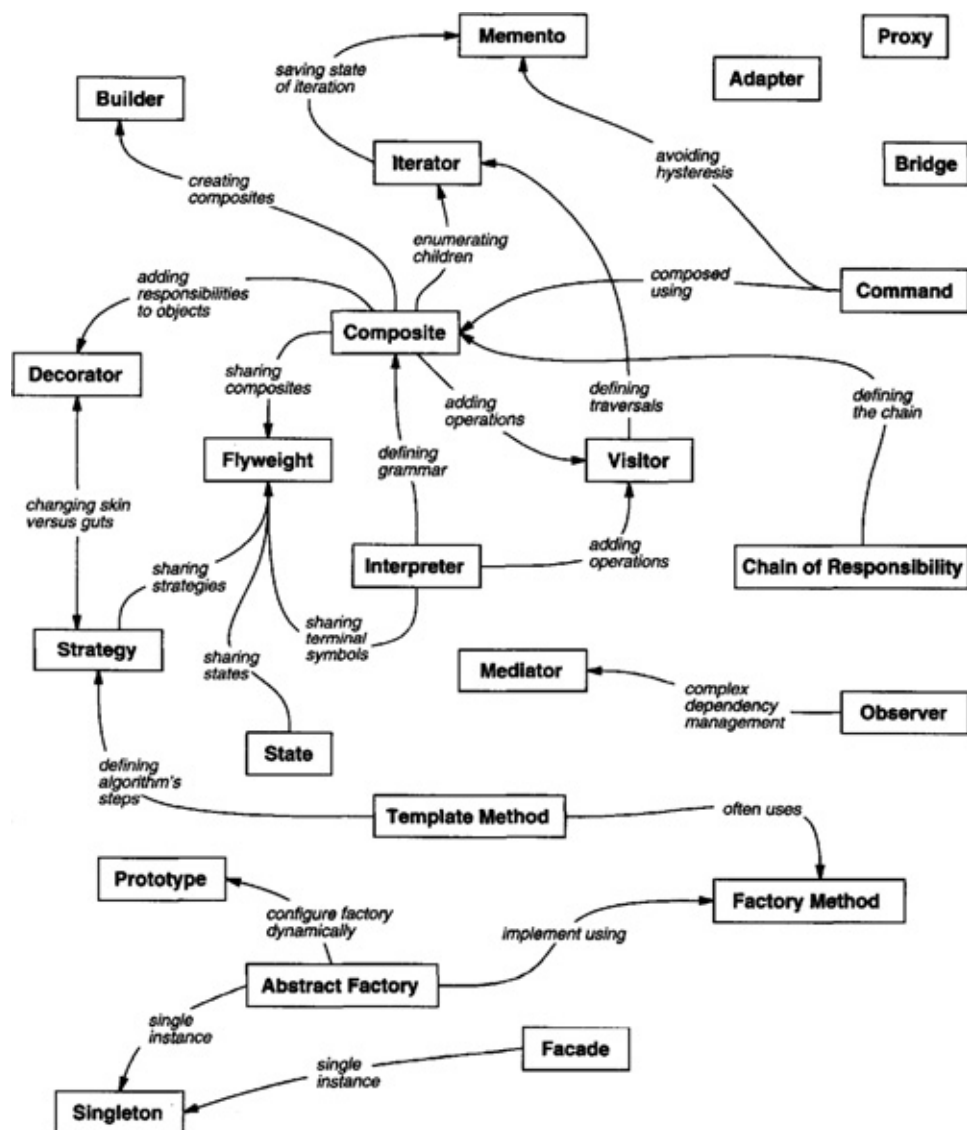 Memento
Proxy
Adapter
saving state
of iteration
Builder
Iterator
avoiding
hysteresis
Bridge
creating
composites
enumerating
children
adding
responsibilities
to objects
composed
using
Command
Composite
Decorator
sharing
composites
adding
operations
defining
traversals
defining
the chain
Flyweight
defining
grammar
Visitor
changing skin
versus guts
Interpreter
adding
operations
Chain of Responsibility
sharing
strategies
sharing
terminal
symbols
Strategy
sharing
states
Mediator
complex
dependency
management
Observer
State
defining
algorithm's
steps
Template Method
often uses
Prototype
Factory Method
configure factory
dynamically
implement using
Abstract Factory
single
instance
Facade
single
instance
Singleton